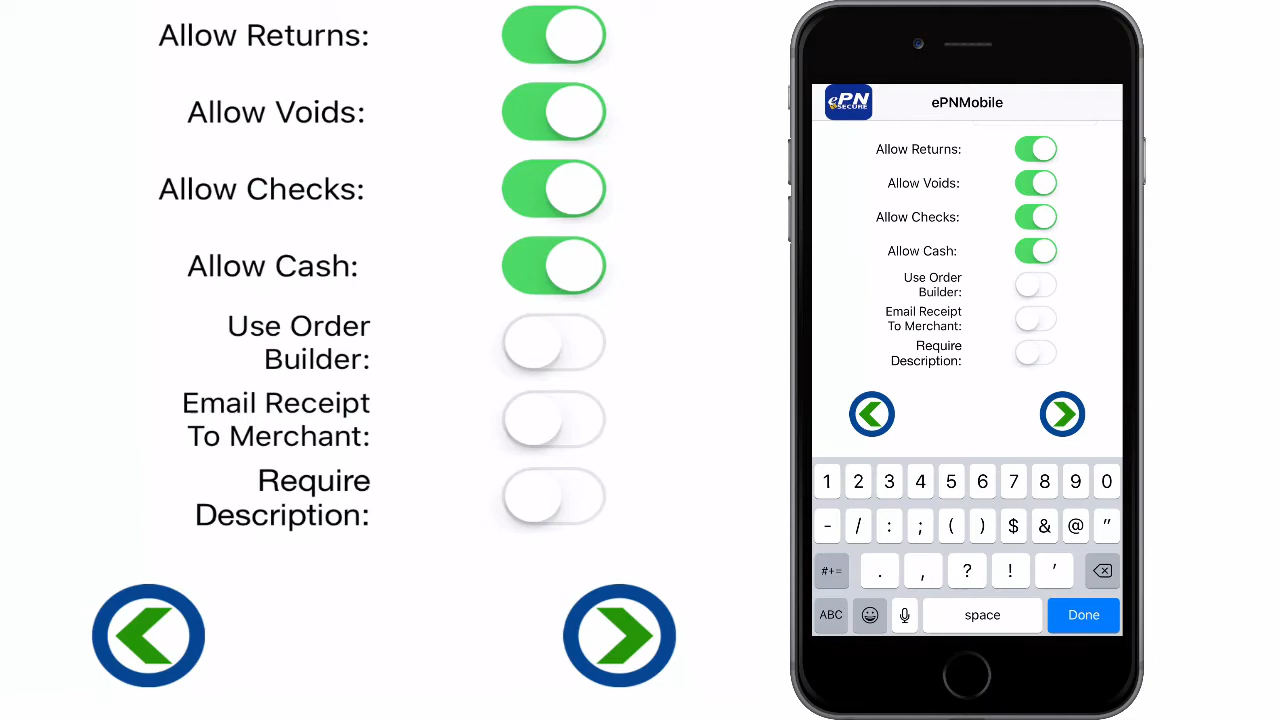 Allow Returns:
Allow Voids:
Allow Checks:
Allow Cash:
Use Order
Builder:
Email Receipt
To Merchant:
Require
Description:
ePN
SECURE
ePNMobile
Allow Returns:
Allow Voids:
Allow Checks:
Allow Cash:
Use Order
Builder:
Email Receipt
To Merchant:
Require
Description:
1 2 3 4 5 6 7 8 9 0
- / : ; ( ) $ & @ "
#+= . , ? ! '
ABC space Done